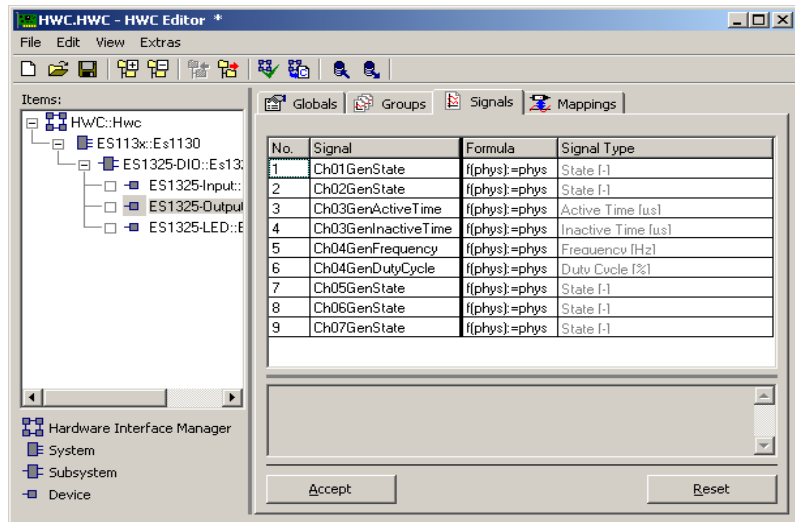 HWC.HWC - HWC Editor *
File Edit View Extras
Items:
HWC::Hwc
ES113x::Es1130
ES1325-DIO::Es13
ES1325-Input::
ES1325-Outpu
ES1325-LED::E
Hardware Interface Manager
System
Subsystem
Device
Globals Groups Signals Mappings
No. Signal Formula Signal Type
1 Ch01GenState f(phys):=phys State [-]
2 Ch02GenState f(phys):=phys State [-]
3 Ch03GenActiveTime f(phys):=phys Active Time [µs]
4 Ch03GenInactiveTime f(phys):=phys Inactive Time [µs]
5 Ch04GenFrequency f(phys):=phys Frequency [Hz]
6 Ch04GenDutyCycle f(phys):=phys Duty Cycle [%]
7 Ch05GenState f(phys):=phys State [-]
8 Ch06GenState f(phys):=phys State [-]
9 Ch07GenState f(phys):=phys State [-]
Accept Reset